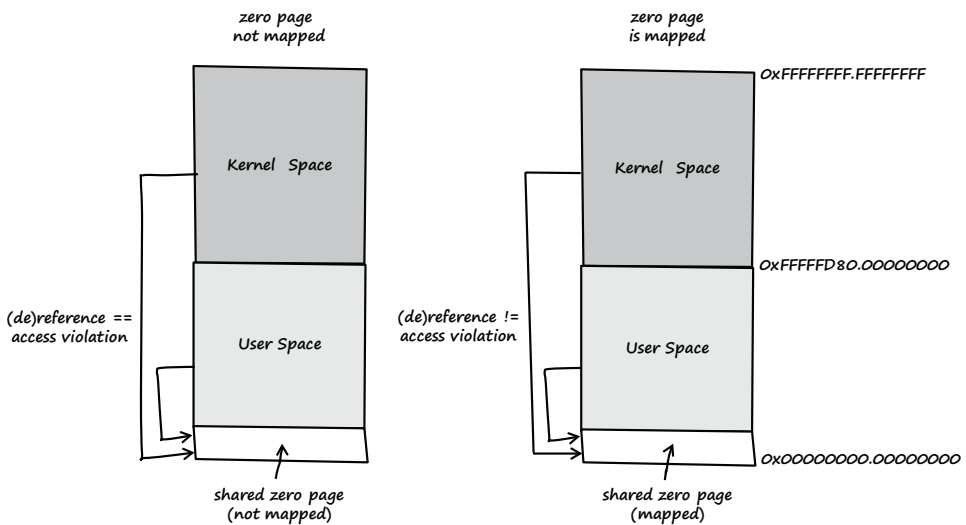 zero page
not mapped
Kernel Space
(de)reference ==
access violation
User Space
shared zero page
(not mapped)
zero page
is mapped
0xFFFFFFFF.FFFFFFFF
Kernel Space
0xFFFFFD80.00000000
(de)reference !=
access violation
User Space
0x00000000.00000000
shared zero page
(mapped)